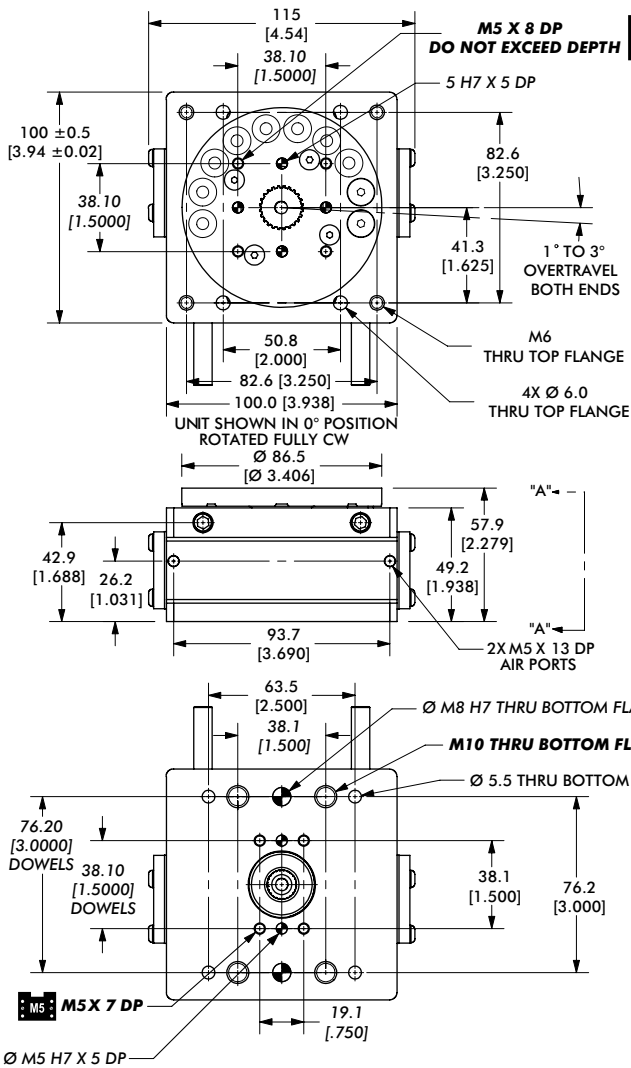 115
[4.54]
M5 X 8 DP
DO NOT EXCEED DEPTH
38.10
[1.5000]
5 H7 X 5 DP
100 ±0.5
[3.94 ±0.02]
82.6
[3.250]
38.10
[1.5000]
41.3
[1.625]
1° TO 3°
OVERTRAVEL
BOTH ENDS
50.8
[2.000]
M6
THRU TOP FLANGE
82.6 [3.250]
100.0 [3.938]
4X Ø 6.0
THRU TOP FLANGE
UNIT SHOWN IN 0° POSITION
ROTATED FULLY CW
Ø 86.5
[Ø 3.406]
"A"
57.9
[2.279]
42.9
[1.688]
49.2
[1.938]
26.2
[1.031]
"A"
93.7
[3.690]
2X M5 X 13 DP
AIR PORTS
63.5
[2.500]
38.1
[1.500]
Ø M8 H7 THRU BOTTOM
M10 THRU BOTTOM
Ø 5.5 THRU BOTTOM
76.20
[3.0000]
DOWELS
38.10
[1.5000]
DOWELS
38.1
[1.500]
76.2
[3.000]
M5
M5 X 7 DP
19.1
[.750]
Ø M5 H7 X 5 DP